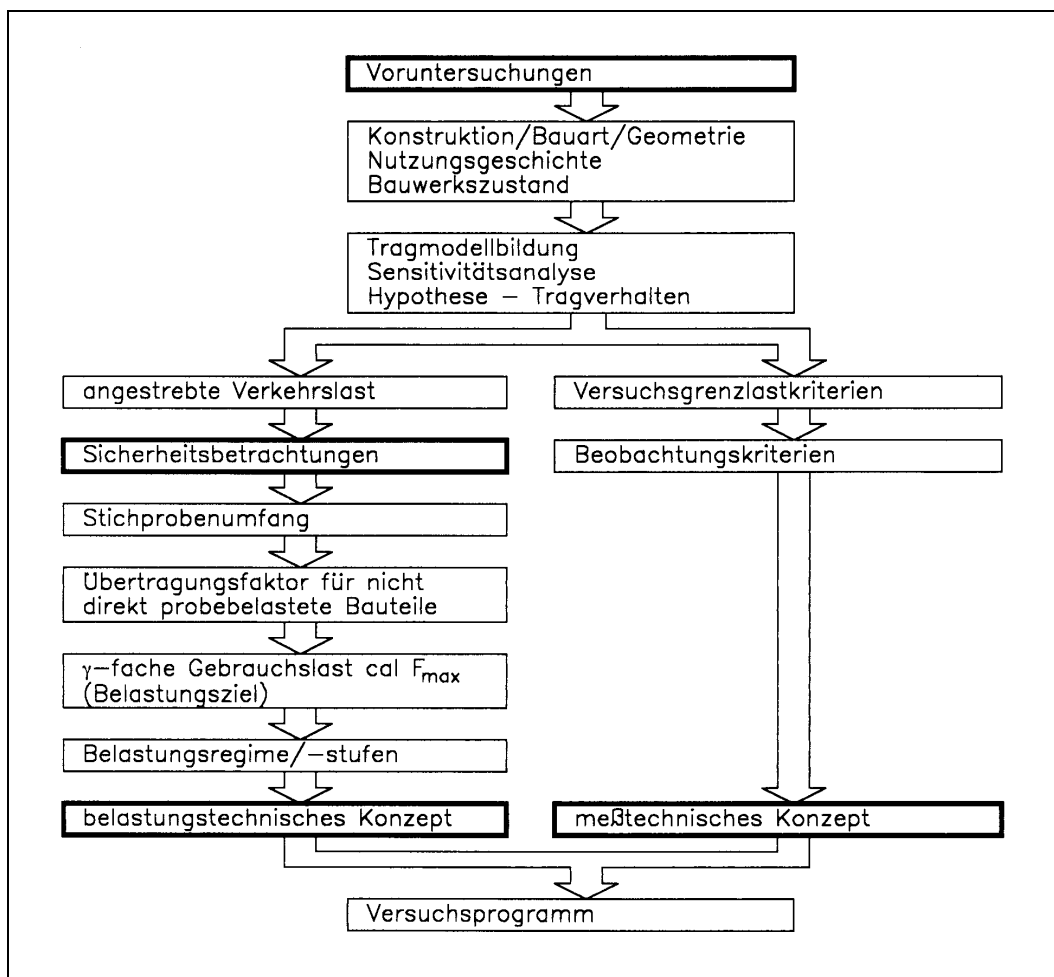 Voruntersuchungen
Konstruktion/Bauart/Geometrie
Nutzungsgeschichte
Bauwerkszustand
Tragmodellbildung
Sensitivitätsanalyse
Hypothese – Tragverhalten
angestrebte Verkehrslast
Sicherheitsbetrachtungen
Stichprobenumfang
Übertragungsfaktor für nicht
direkt probebelastete Bauteile
γ–fache Gebrauchslast cal Fmax
(Belastungsziel)
Belastungsregime/–stufen
belastungstechnisches Konzept
Versuchsgrenzlastkriterien
Beobachtungskriterien
meßtechnisches Konzept
Versuchsprogramm